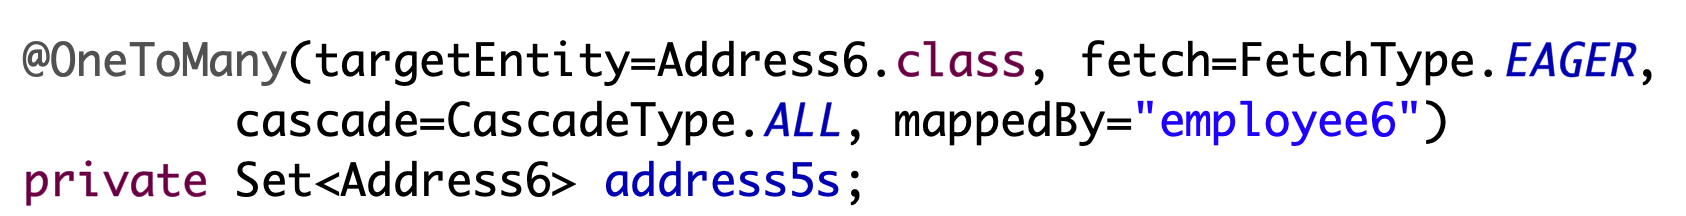 @OneToMany(targetEntity=Address6.class, fetch=FetchType.EAGER,
cascade=CascadeType.ALL, mappedBy="employee6")
private Set<Address6> address5s;